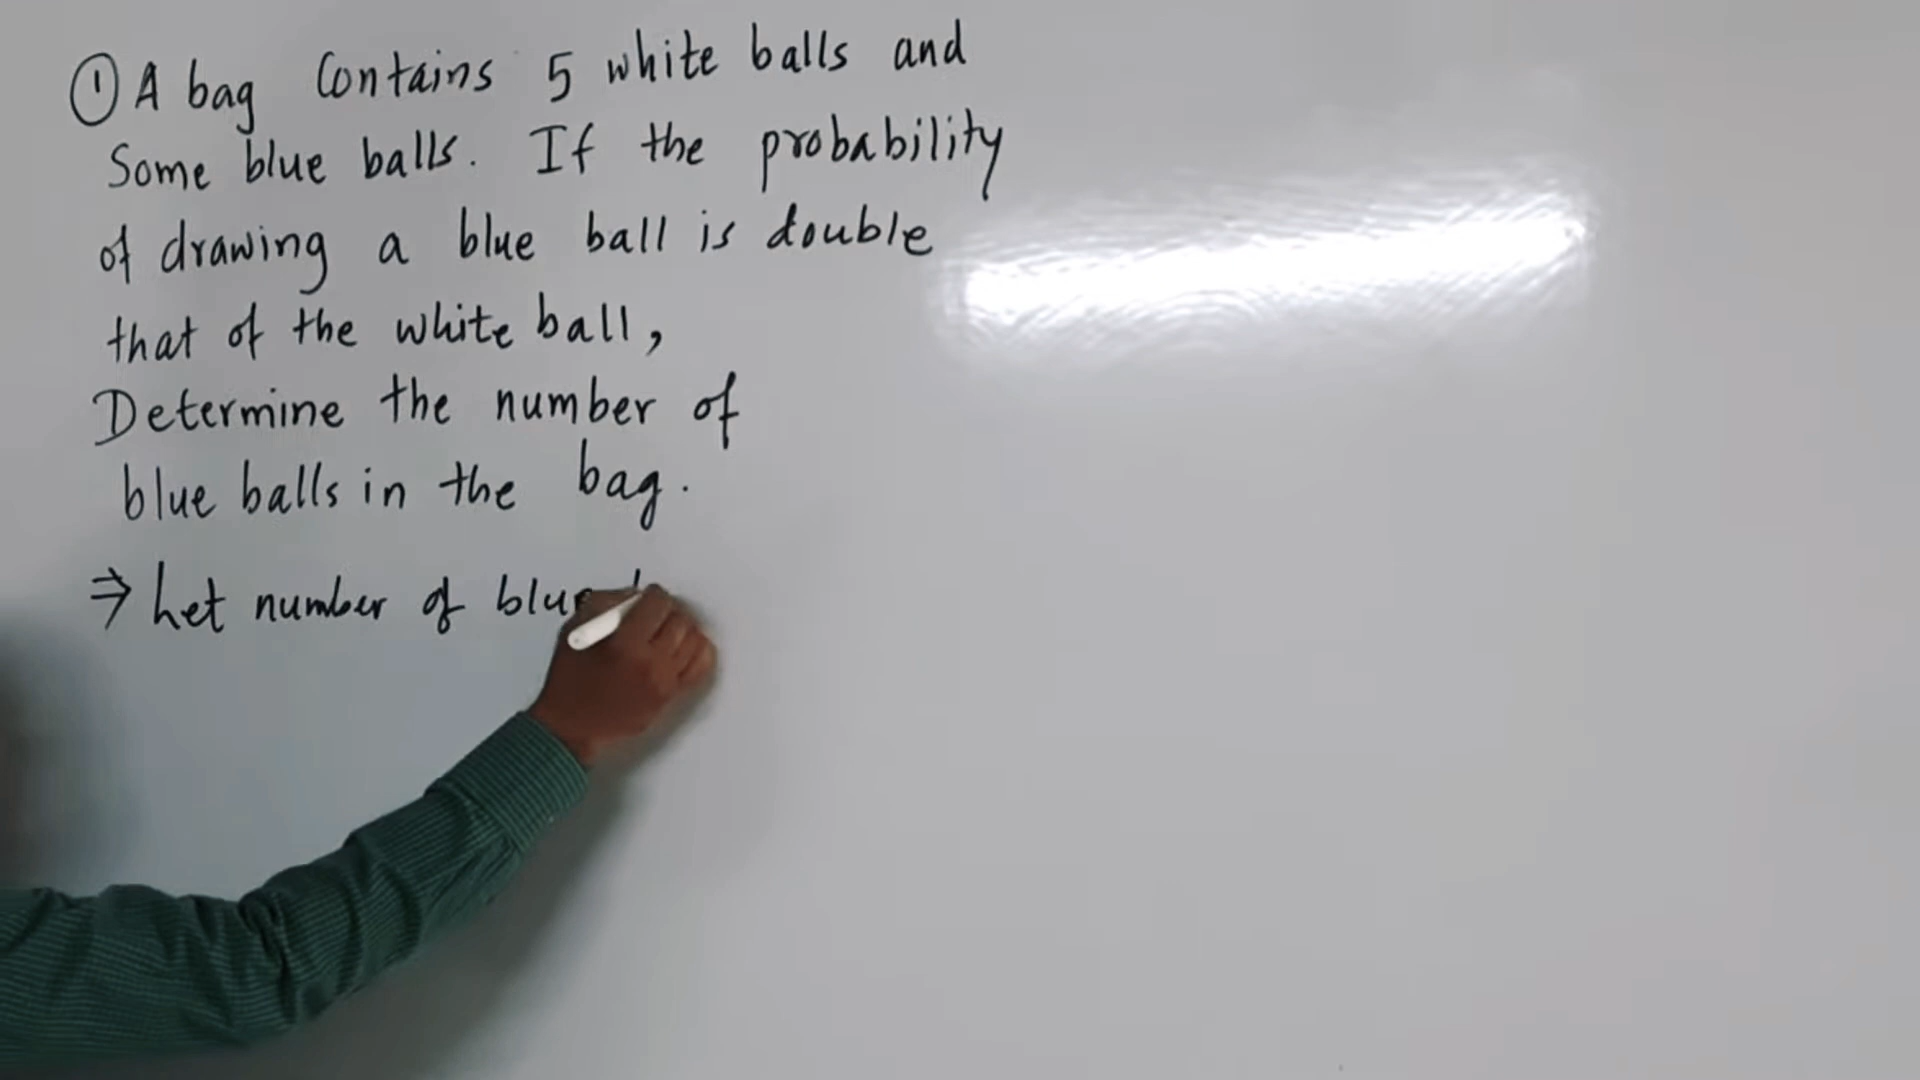 ① A bag Contains 5 white balls and
Some blue balls. If the probability
of drawing a blue ball is double
that of the white ball,
Determine the number of
blue balls in the bag.
⇒ Let number of blue